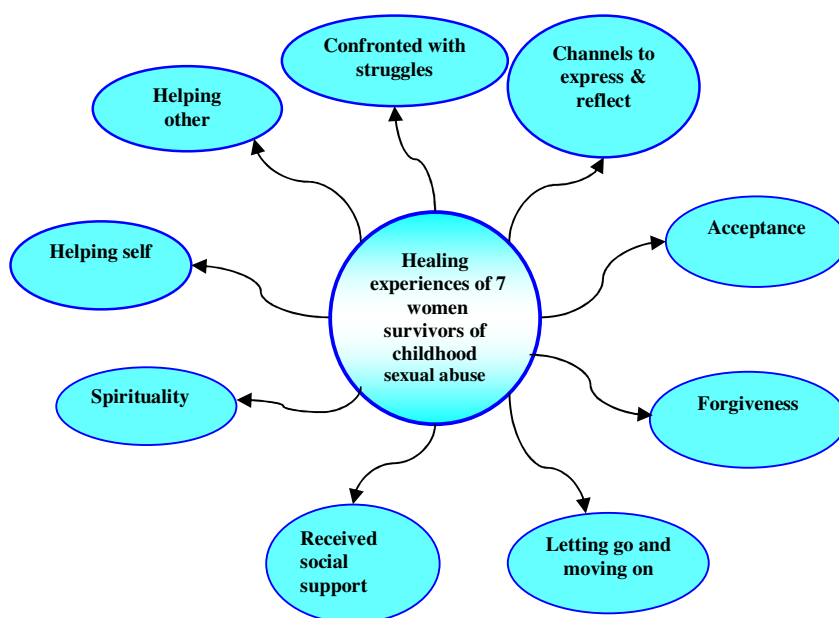 Confronted with
struggles
Channels to
express &
reflect
Helping
other
Acceptance
Helping self
Healing
experiences of 7
women
survivors of
childhood
sexual abuse
Spirituality
Forgiveness
Received
social
support
Letting go and
moving on